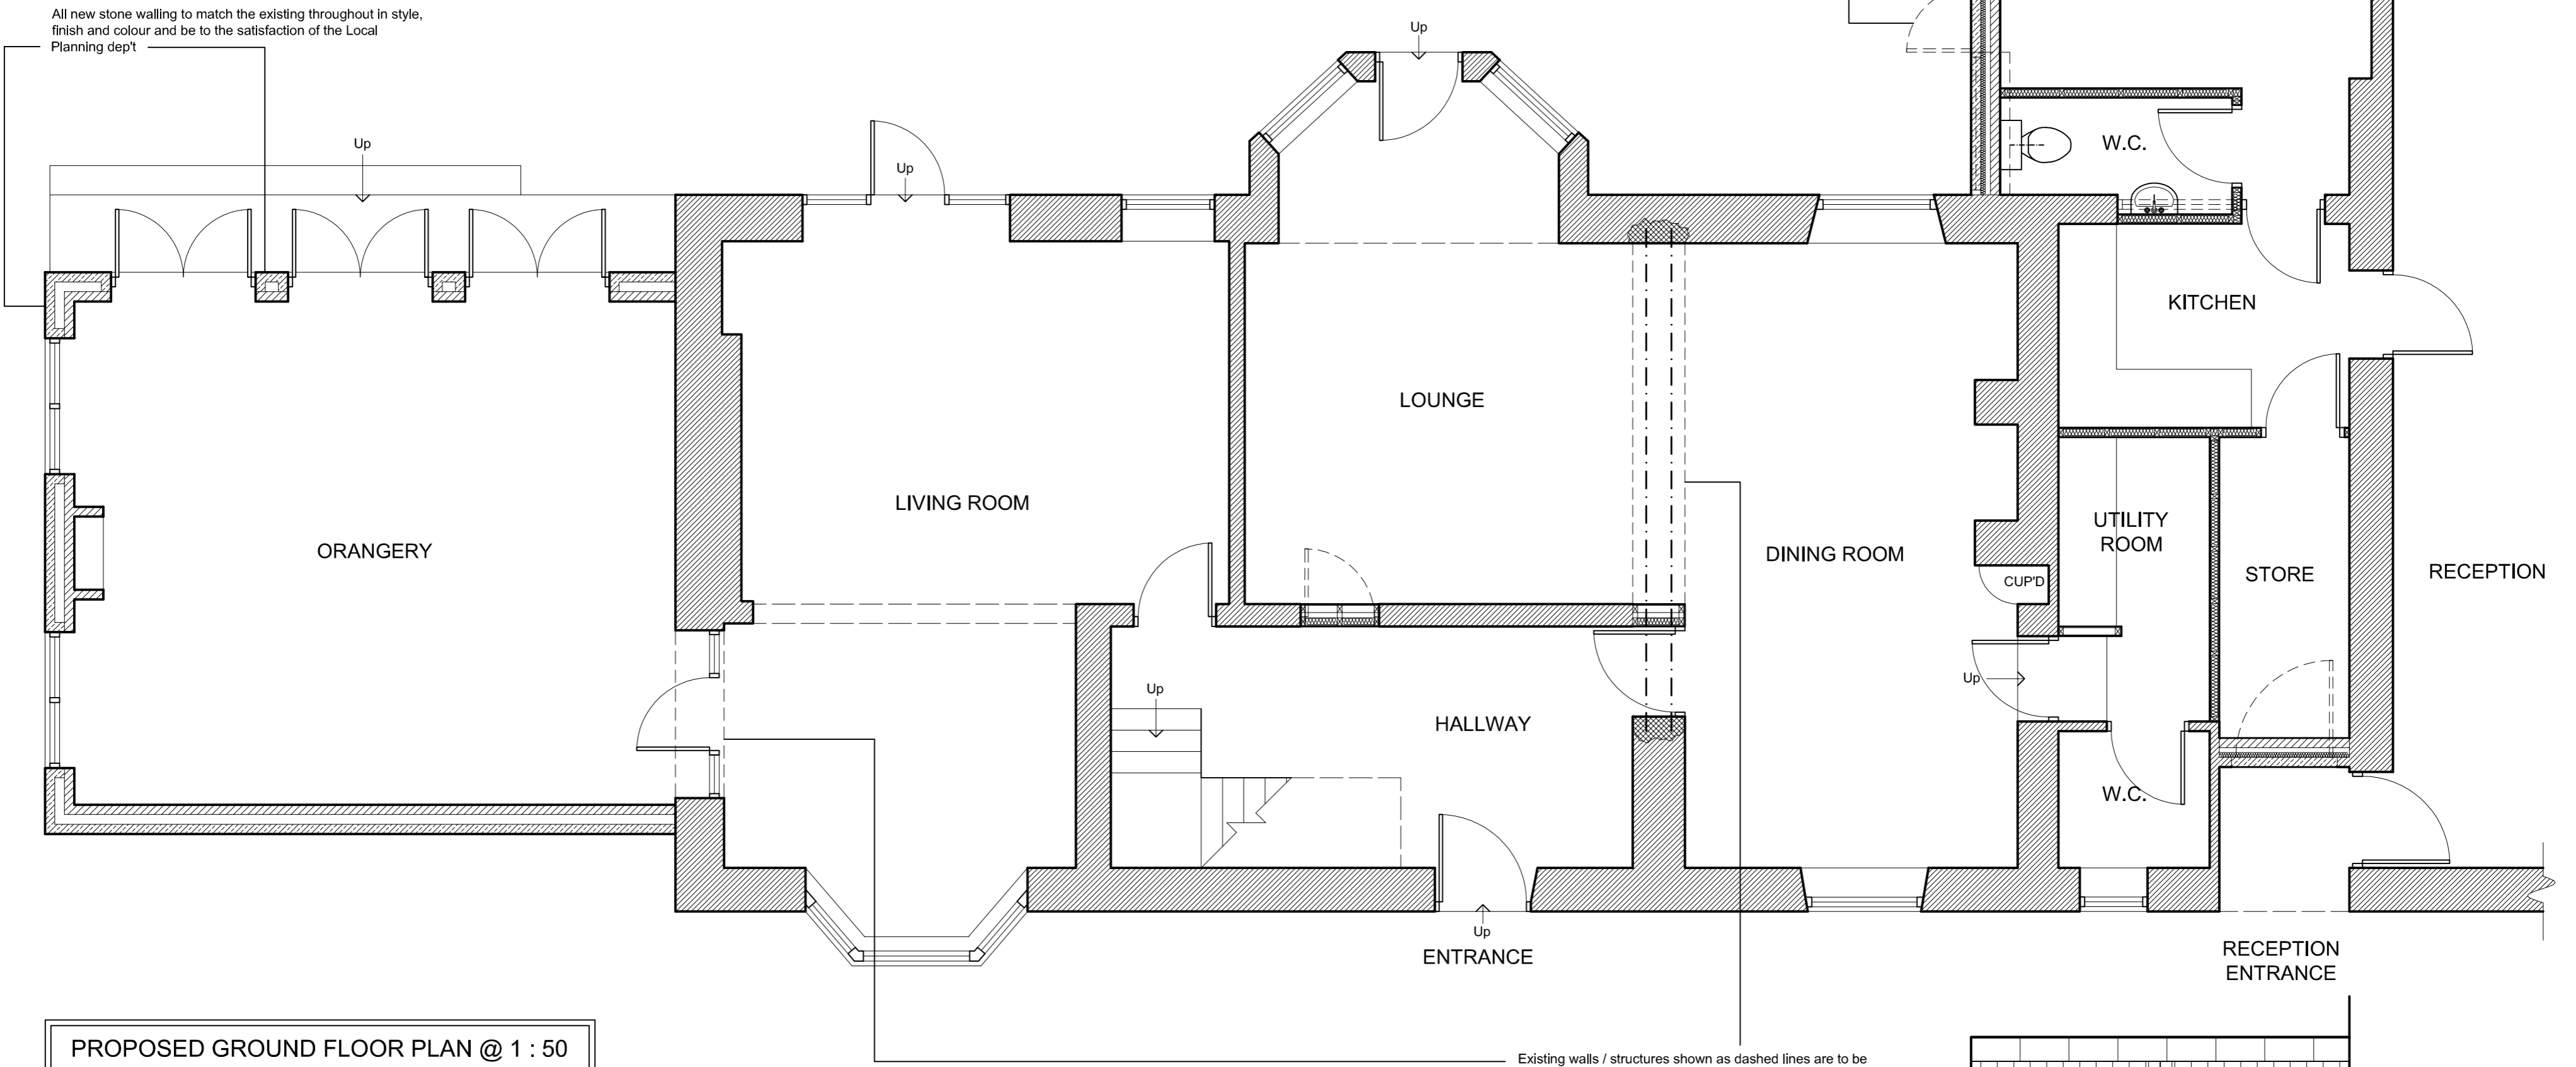 All new stone walling to match the existing throughout in style,
finish and colour and be to the satisfaction of the Local
Planning dep't
Up
Up
Up
W.C.
KITCHEN
LOUNGE
LIVING ROOM
ORANGERY
DINING ROOM
UTILITY
ROOM
CUP'D
STORE
RECEPTION
Up
Up
HALLWAY
W.C.
Up
ENTRANCE
RECEPTION
ENTRANCE
PROPOSED GROUND FLOOR PLAN @ 1 : 50
Existing walls / structures shown as dashed lines are to be